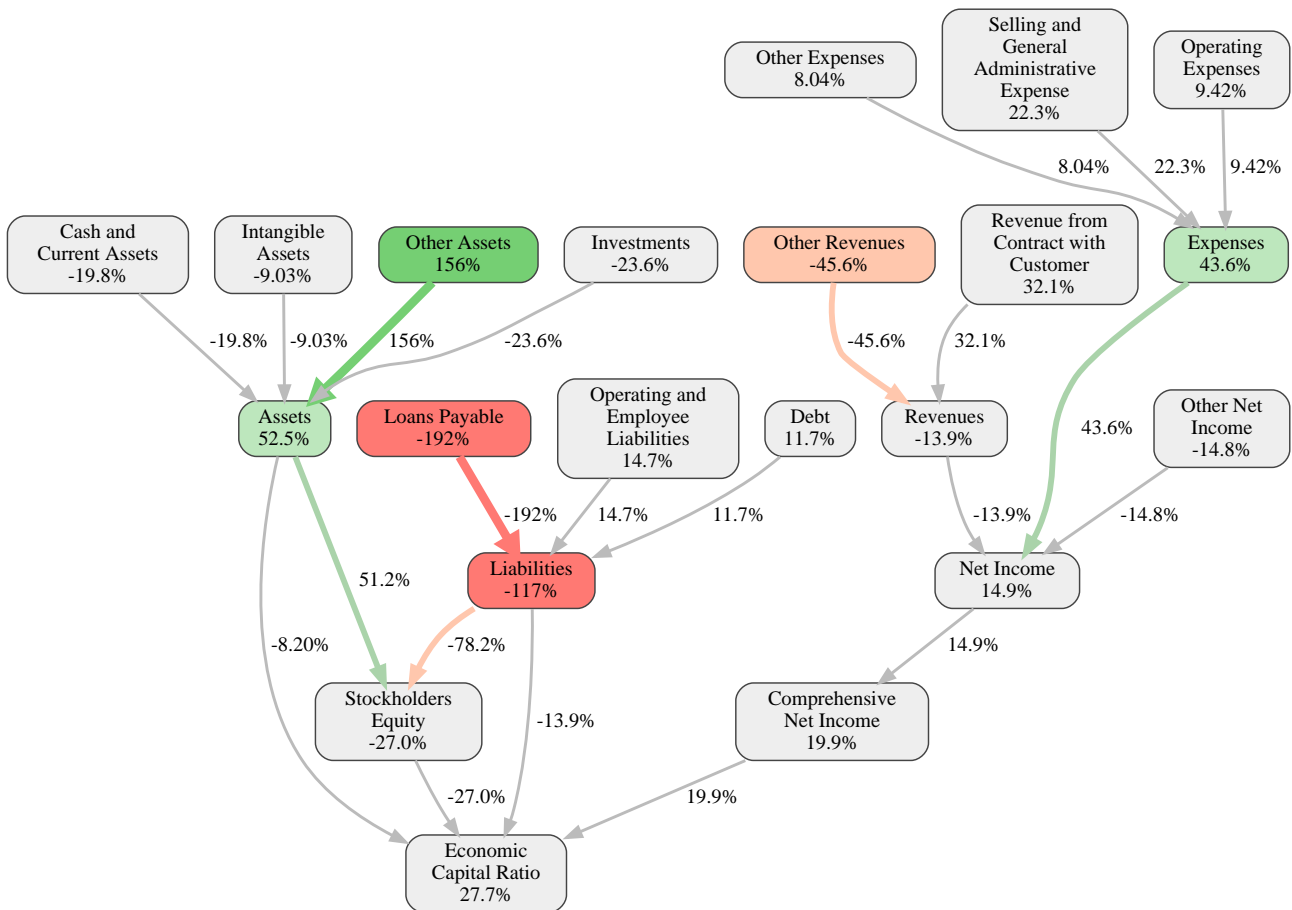 Other Expenses
8.04%
Selling and
General
Administrative
Expense
22.3%
Operating
Expenses
9.42%
8.04%
22.3%
9.42%
Cash and
Current Assets
-19.8%
Intangible
Assets
-9.03%
Other Assets
156%
Investments
-23.6%
Other Revenues
-45.6%
Revenue from
Contract with
Customer
32.1%
Expenses
43.6%
-19.8%
-9.03%
156%
-23.6%
-45.6%
32.1%
Assets
52.5%
Loans Payable
-192%
Operating and
Employee
Liabilities
14.7%
Debt
11.7%
Revenues
-13.9%
43.6%
Other Net
Income
-14.8%
-192%
14.7%
11.7%
-13.9%
-14.8%
51.2%
Liabilities
-117%
Net Income
14.9%
-8.20%
-78.2%
14.9%
Stockholders
Equity
-27.0%
-13.9%
Comprehensive
Net Income
19.9%
-27.0%
19.9%
Economic
Capital Ratio
27.7%